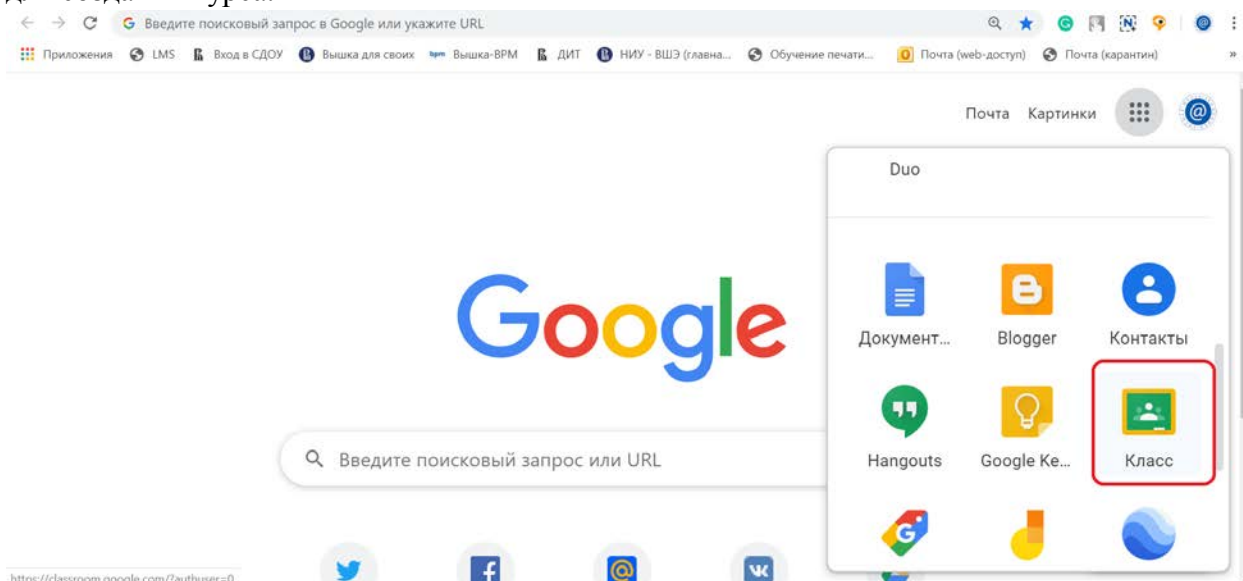 Введите поисковый запрос в Google или укажите URL
Приложения LMS Вход в СДОУ Вышка для своих Вышка-BPM ДИТ НИУ - ВШЭ (главна... Обучение печати... Почта (web-доступ) Почта (карантин) »
Почта Картинки
Duo
Google
Документ... Blogger Контакты
Введите поисковый запрос или URL
Hangouts Google Ke... Класс
https://classroom.google.com/?authuser=0